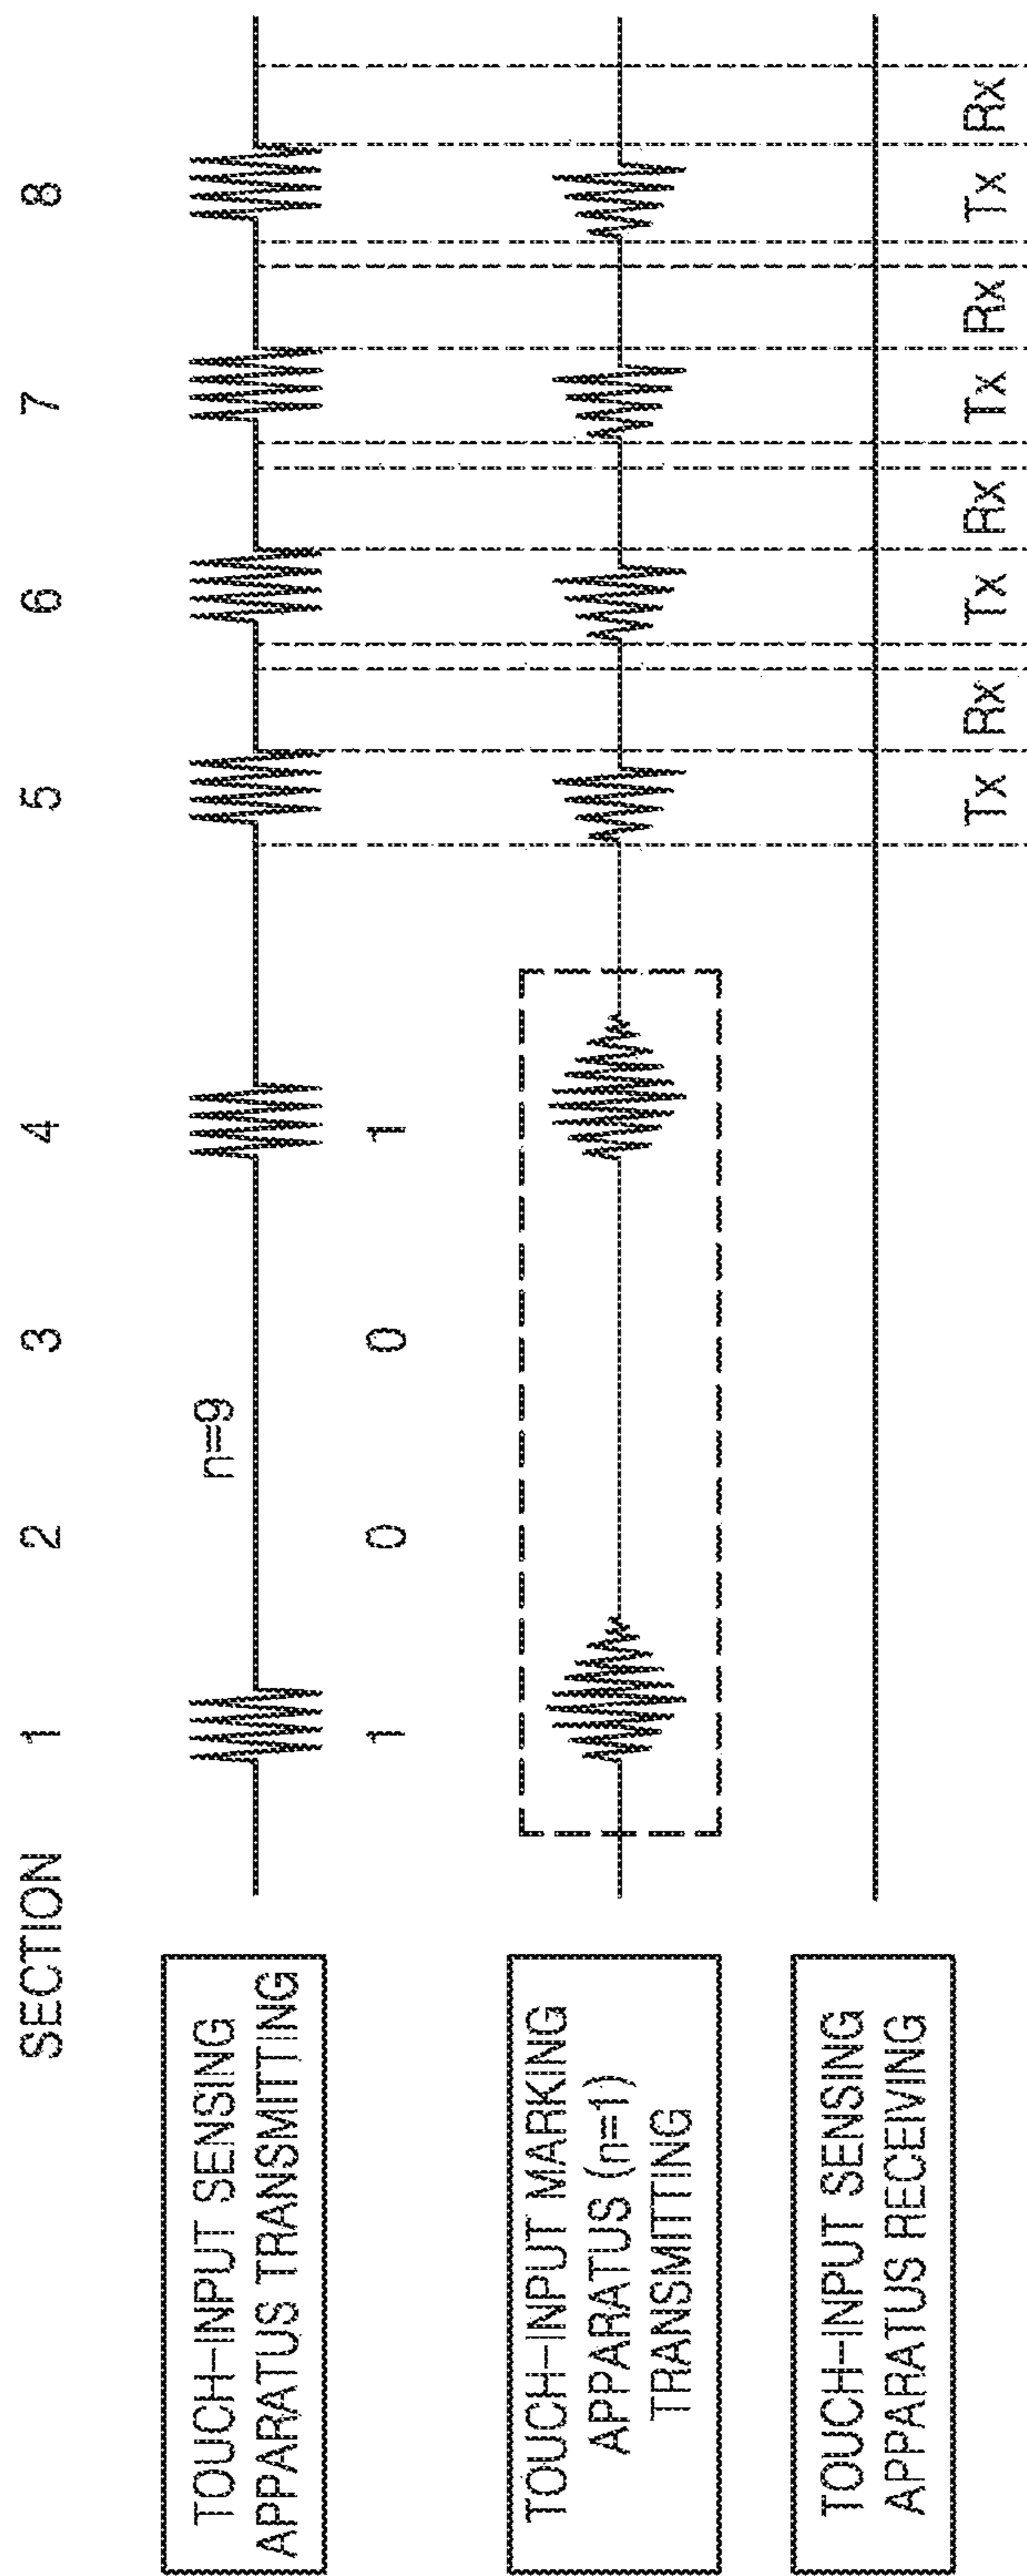 SECTION 1 2 3 4 5 6 7 8
TOUCH-INPUT SENSING
APPARATUS TRANSMITTING
n=9
1 0 0 1
TOUCH-INPUT MARKING
APPARATUS (n=1)
TRANSMITTING
TOUCH-INPUT SENSING
APPARATUS RECEIVING
Tx Rx Tx Rx Tx Rx Tx Rx